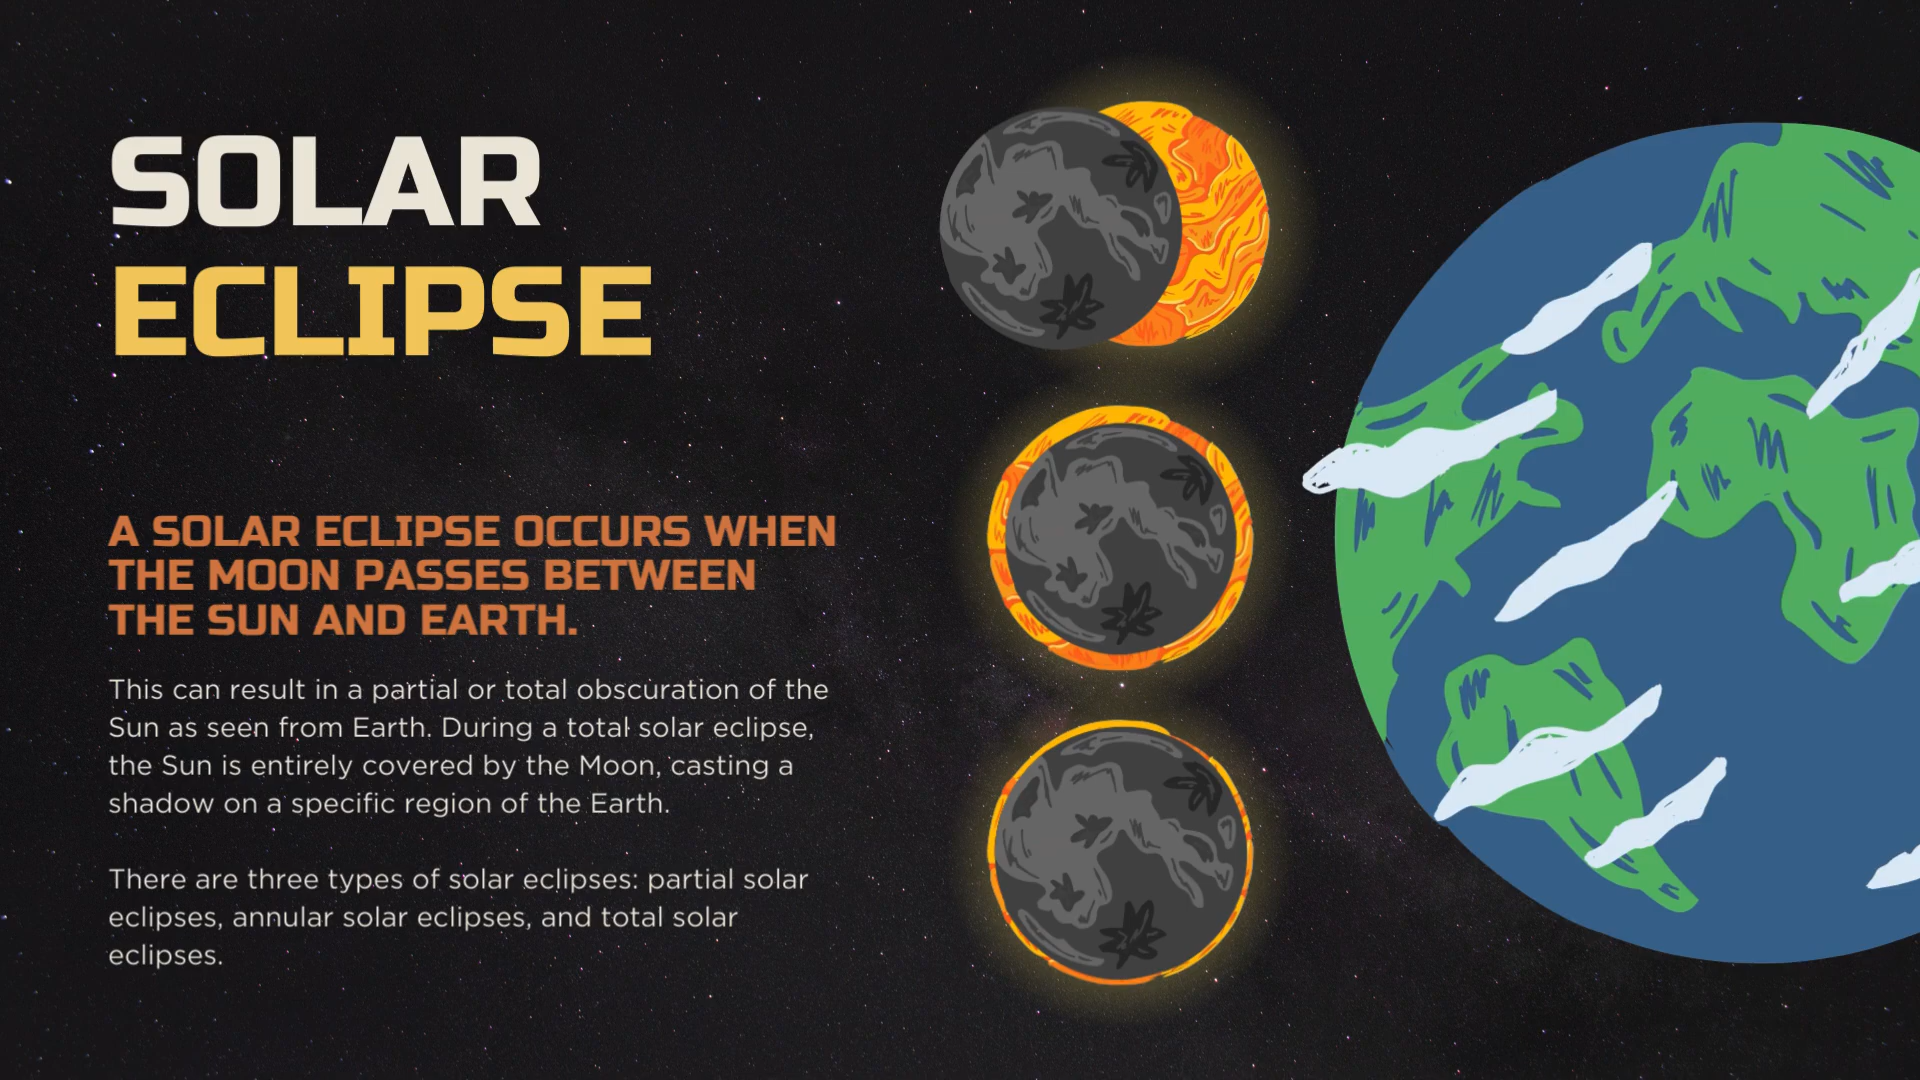 SOLAR
ECLIPSE
A SOLAR ECLIPSE OCCURS WHEN
THE MOON PASSES BETWEEN
THE SUN AND EARTH.
This can result in a partial or total obscuration of the
Sun as seen from Earth. During a total solar eclipse,
the Sun is entirely covered by the Moon, casting a
shadow on a specific region of the Earth.
There are three types of solar eclipses: partial solar
eclipses, annular solar eclipses, and total solar
eclipses.